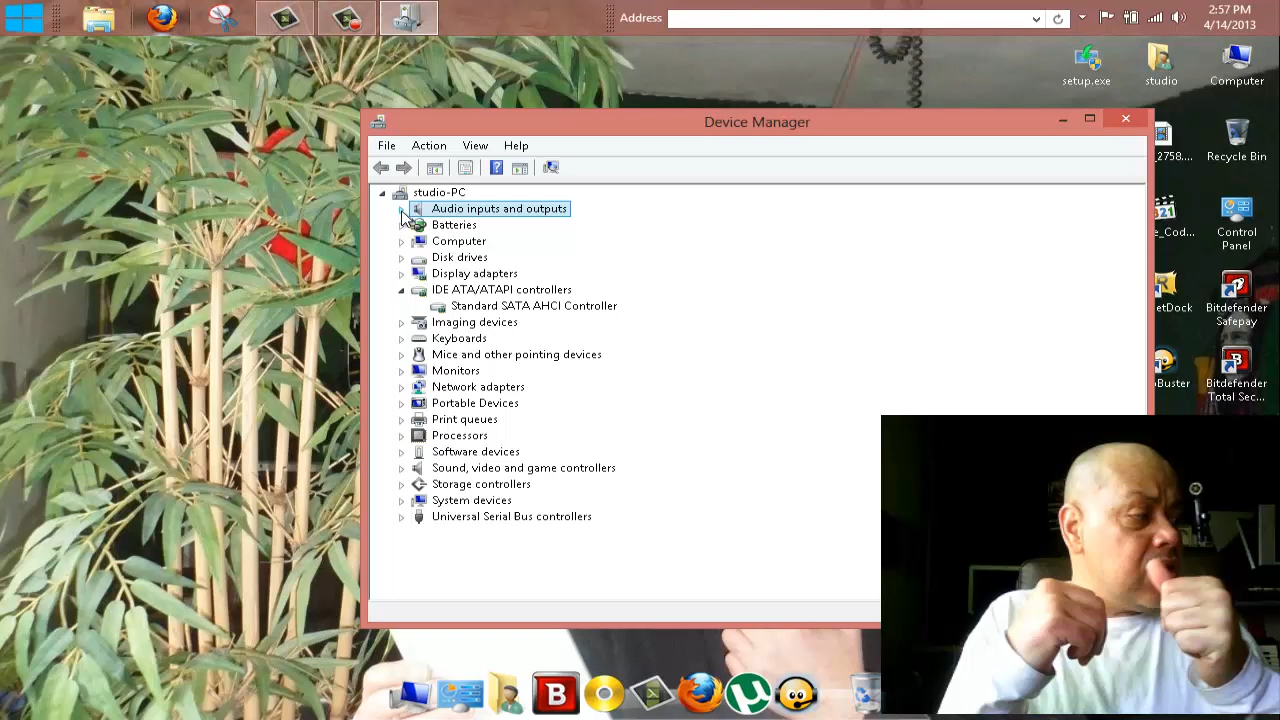 Address
2:57 PM
4/14/2013
setup.exe
studio
Computer
Device Manager
File Action View Help
_2758....
Recycle Bin
studio-PC
Audio inputs and outputs
Batteries
Computer
Disk drives
Display adapters
IDE ATA/ATAPI controllers
Standard SATA AHCI Controller
Imaging devices
Keyboards
Mice and other pointing devices
Monitors
Network adapters
Portable Devices
Print queues
Processors
Software devices
Sound, video and game controllers
Storage controllers
System devices
Universal Serial Bus controllers
e_Cod...
Control
Panel
etDock
Bitdefender
Safepay
oBuster
Bitdefender
Total Sec...
B